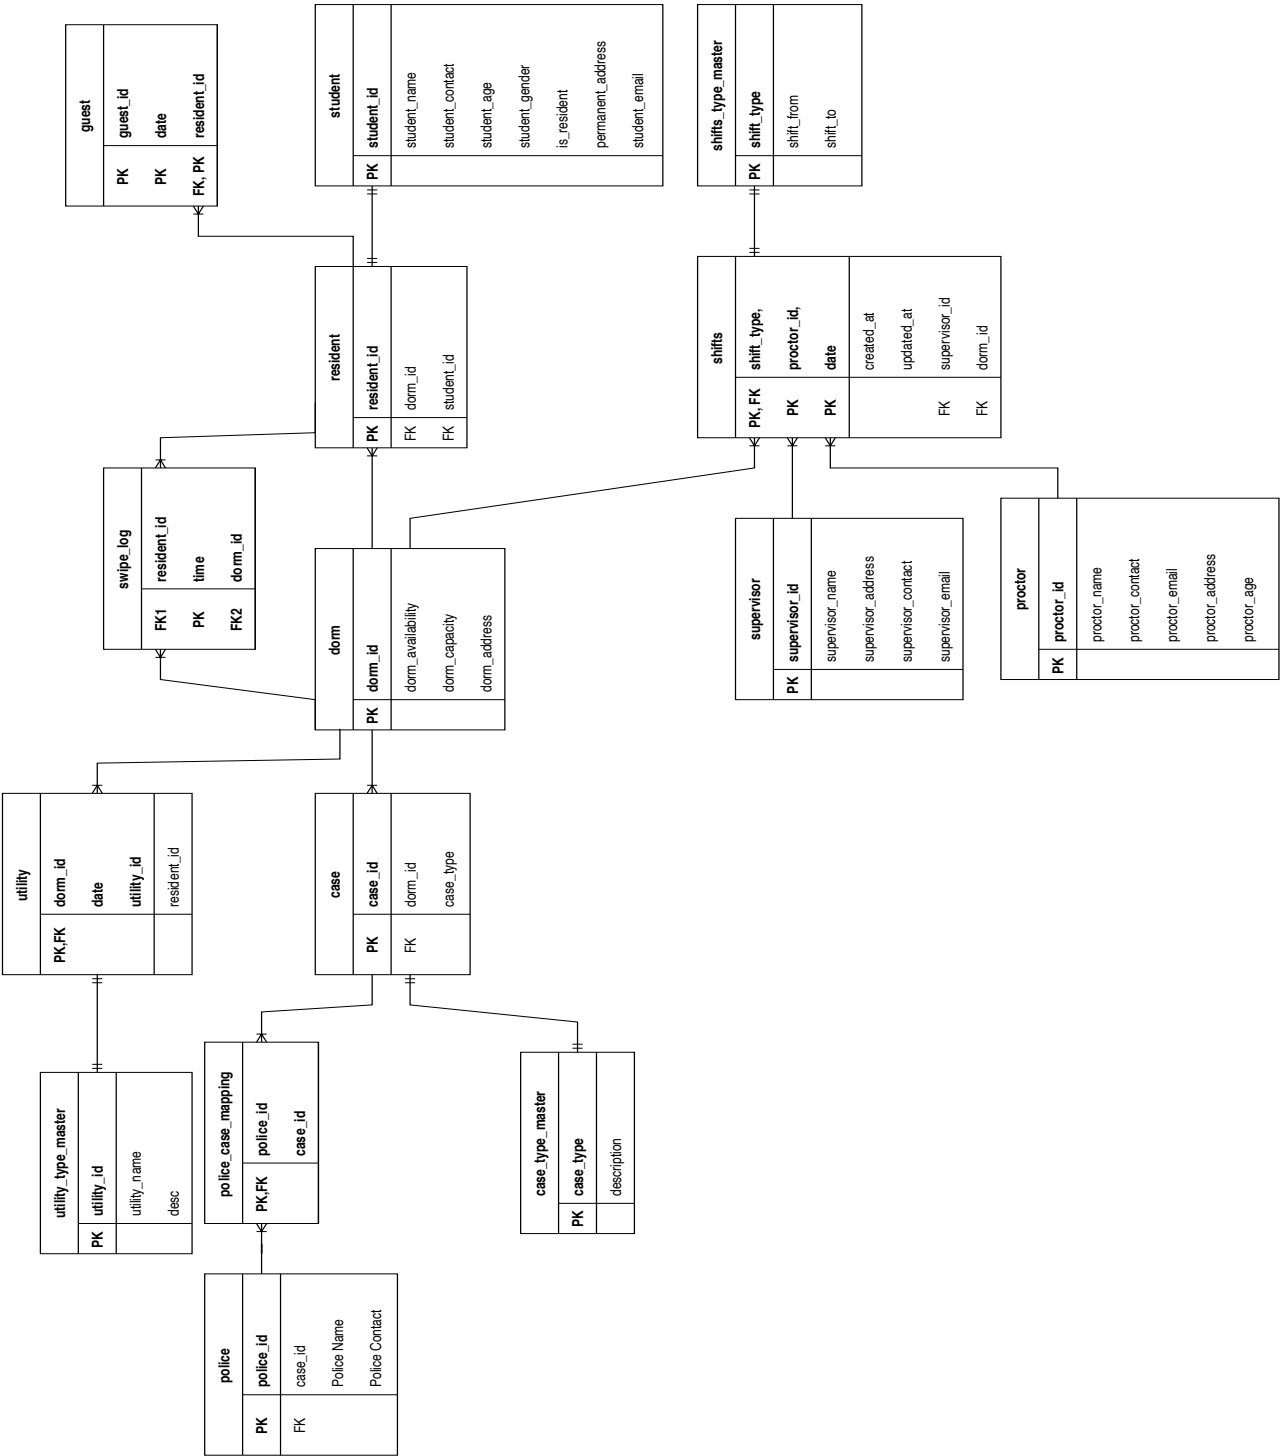 guest
PK guest_id
PK date
FK, PK resident_id
student
PK student_id
student_name
student_contact
student_age
student_gender
is_resident
permanent_address
student_email
shifts_type_master
PK shift_type
shift_from
shift_to
resident
PK resident_id
FK dorm_id
FK student_id
shifts
PK, FK shift_type,
PK proctor_id,
PK date
created_at
updated_at
FK supervisor_id
FK dorm_id
swipe_log
FK1 resident_id
PK time
FK2 dorm_id
dorm
PK dorm_id
dorm_availability
dorm_capacity
dorm_address
supervisor
PK supervisor_id
supervisor_name
supervisor_address
supervisor_contact
supervisor_email
proctor
PK proctor_id
proctor_name
proctor_contact
proctor_email
proctor_address
proctor_age
utility
PK,FK dorm_id
date
utility_id
resident_id
case
PK case_id
FK dorm_id
case_type
utility_type_master
PK utility_id
utility_name
desc
police_case_mapping
PK,FK police_id
case_id
case_type_master
PK case_type
description
police
PK police_id
FK case_id
Police Name
Police Contact